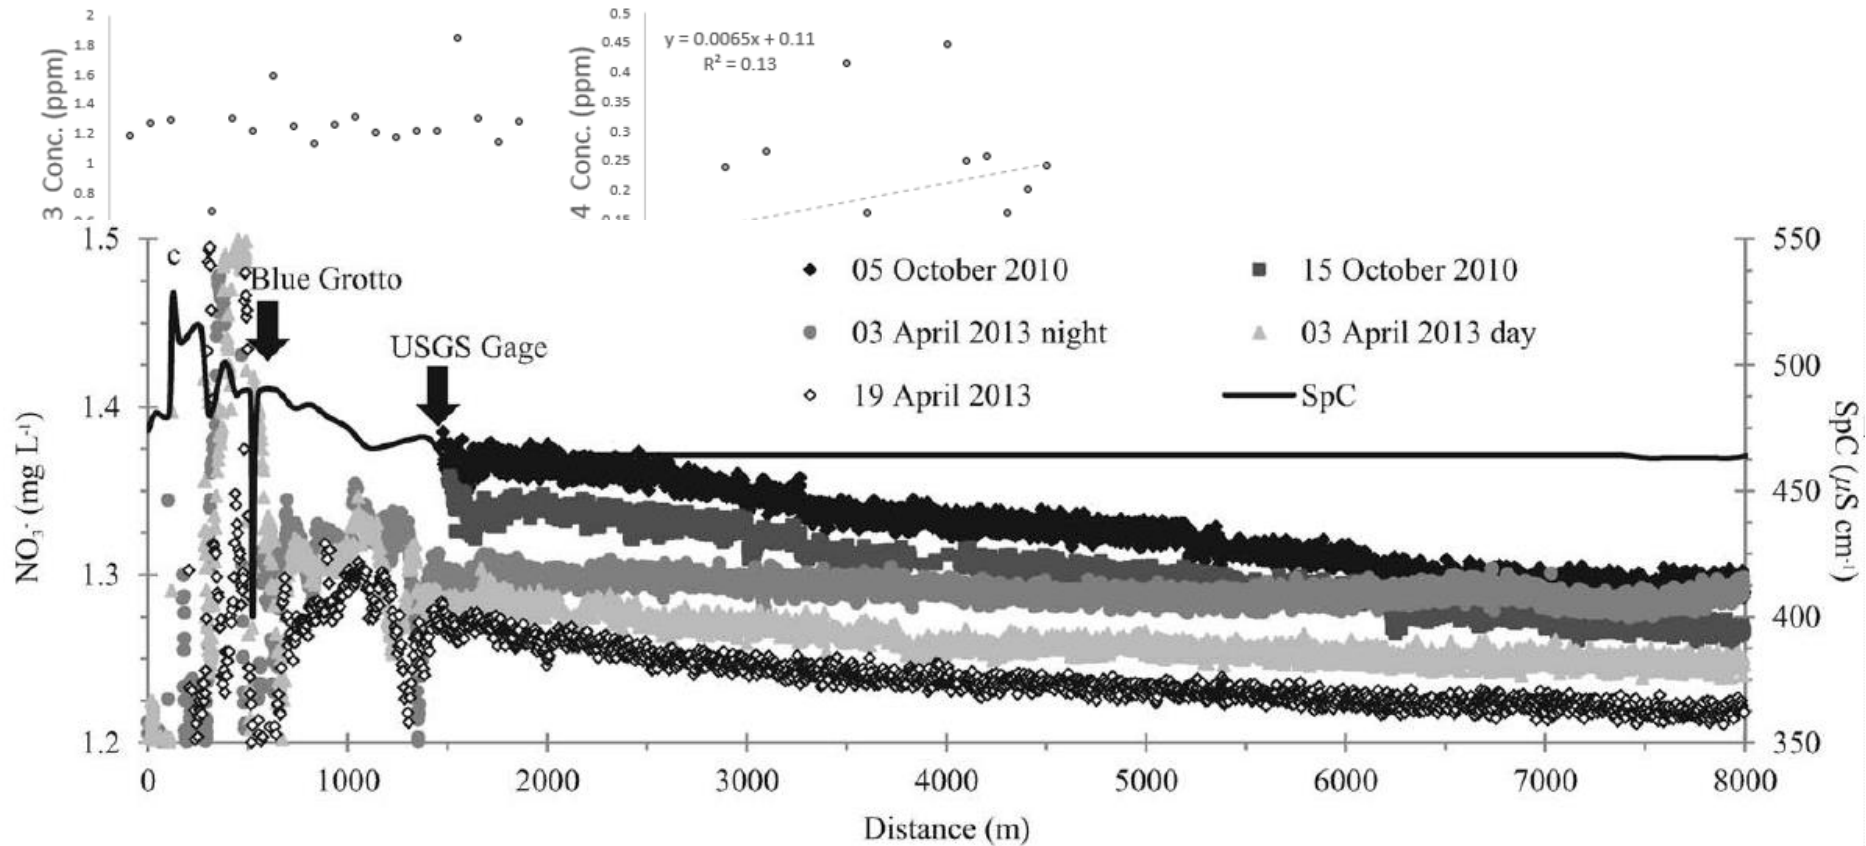 2
1.8
1.6
1.4
1.2
1
0.8
3 Conc. (ppm)
0.5
0.45
0.4
0.35
0.3
0.25
0.2
0.15
4 Conc. (ppm)
y = 0.0065x + 0.11
R² = 0.13
1.5
1.4
1.3
1.2
NO₃⁻ (mg L⁻¹)
c
Blue Grotto
USGS Gage
05 October 2010
15 October 2010
03 April 2013 night
03 April 2013 day
19 April 2013
SpC
550
500
450
400
350
SpC (µS cm⁻¹)
0 1000 2000 3000 4000 5000 6000 7000 8000
Distance (m)